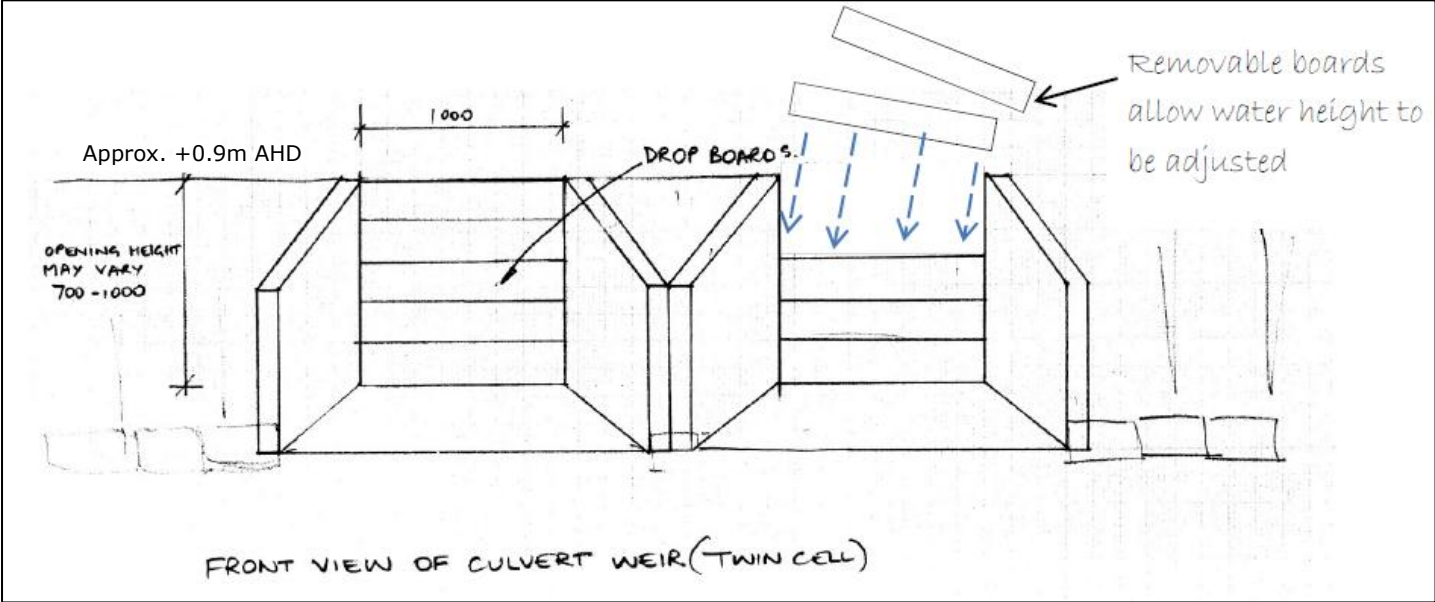 1000
Removable boards
allow water height to
be adjusted
Approx. +0.9m AHD
DROP BOARDS.
OPENING HEIGHT
MAY VARY
700-1000
FRONT VIEW OF CULVERT WEIR (TWIN CELL)